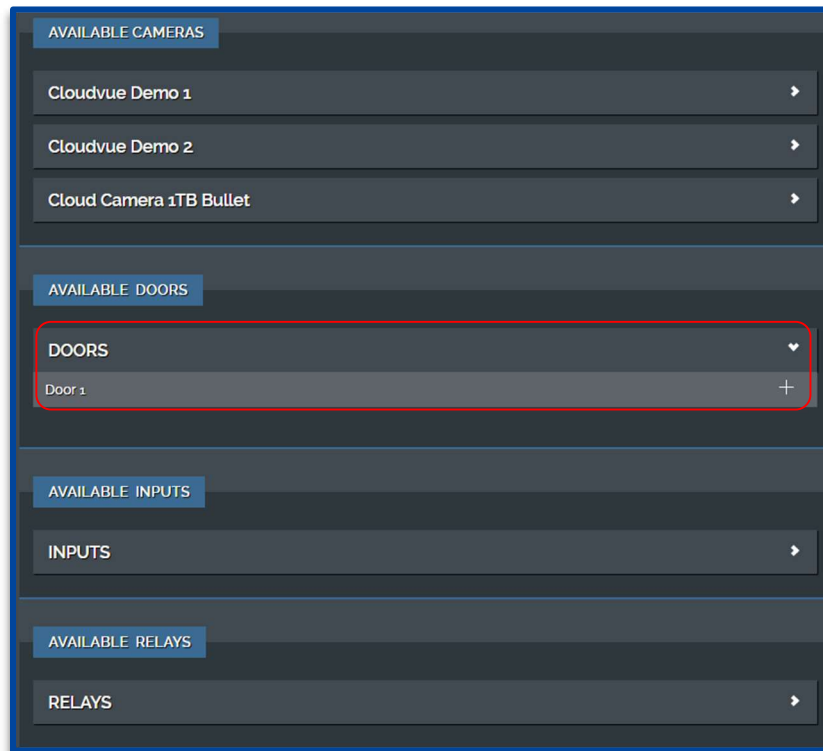 AVAILABLE CAMERAS
Cloudvue Demo 1
Cloudvue Demo 2
Cloud Camera 1TB Bullet
AVAILABLE DOORS
DOORS
Door 1
AVAILABLE INPUTS
INPUTS
AVAILABLE RELAYS
RELAYS